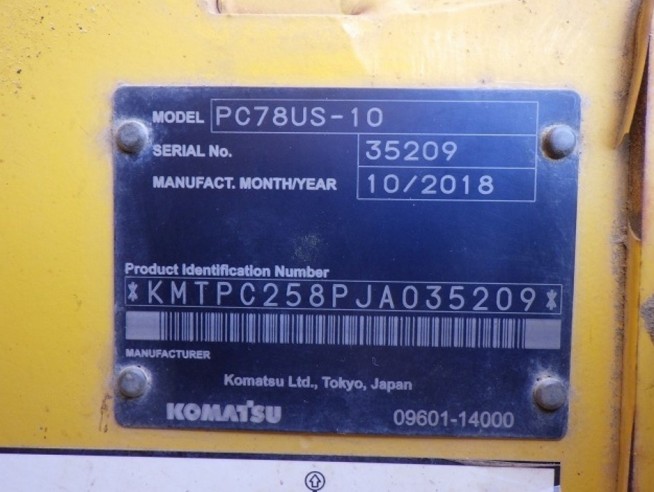 MODEL PC78US-10
SERIAL No. 35209
MANUFACT. MONTH/YEAR 10/2018
Product Identification Number
*KMTPC258PJA035209*
MANUFACTURER
Komatsu Ltd., Tokyo, Japan
KOMATSU 09601-14000